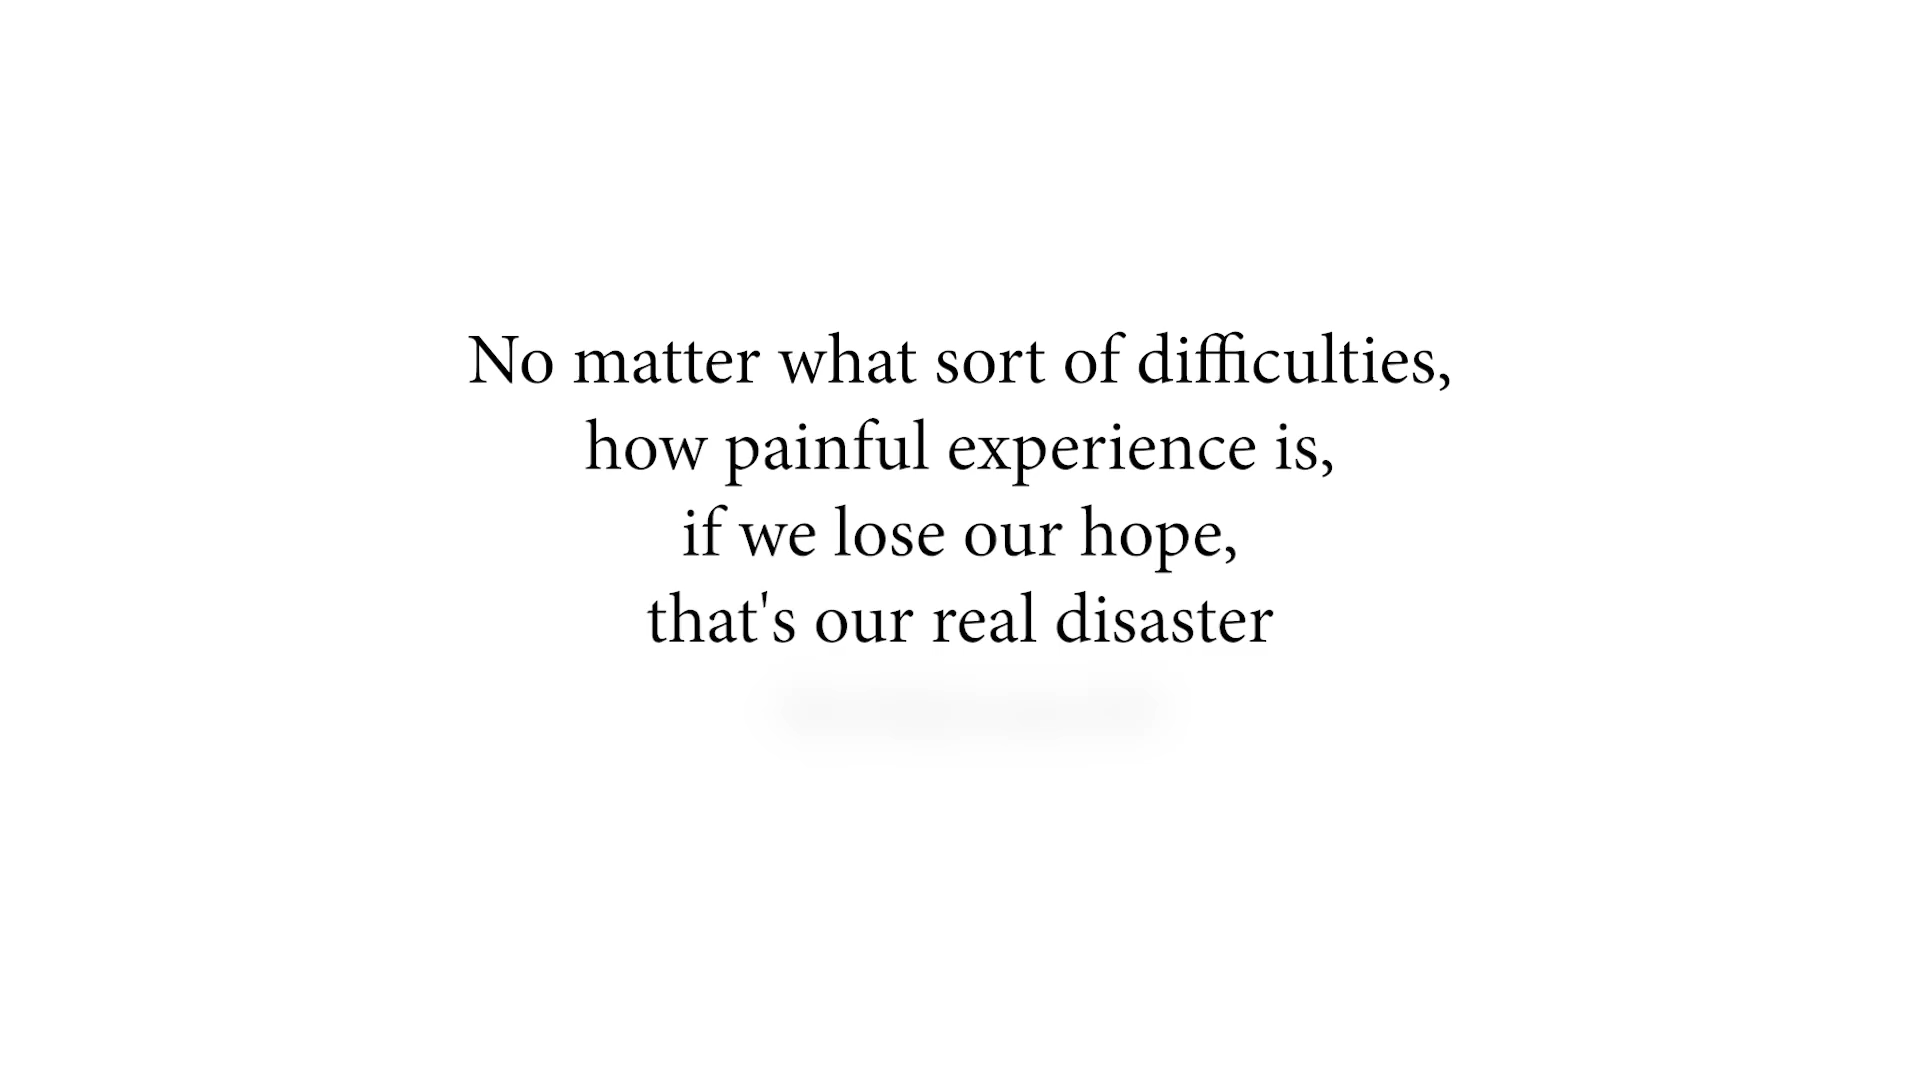 No matter what sort of difficulties,
how painful experience is,
if we lose our hope,
that's our real disaster